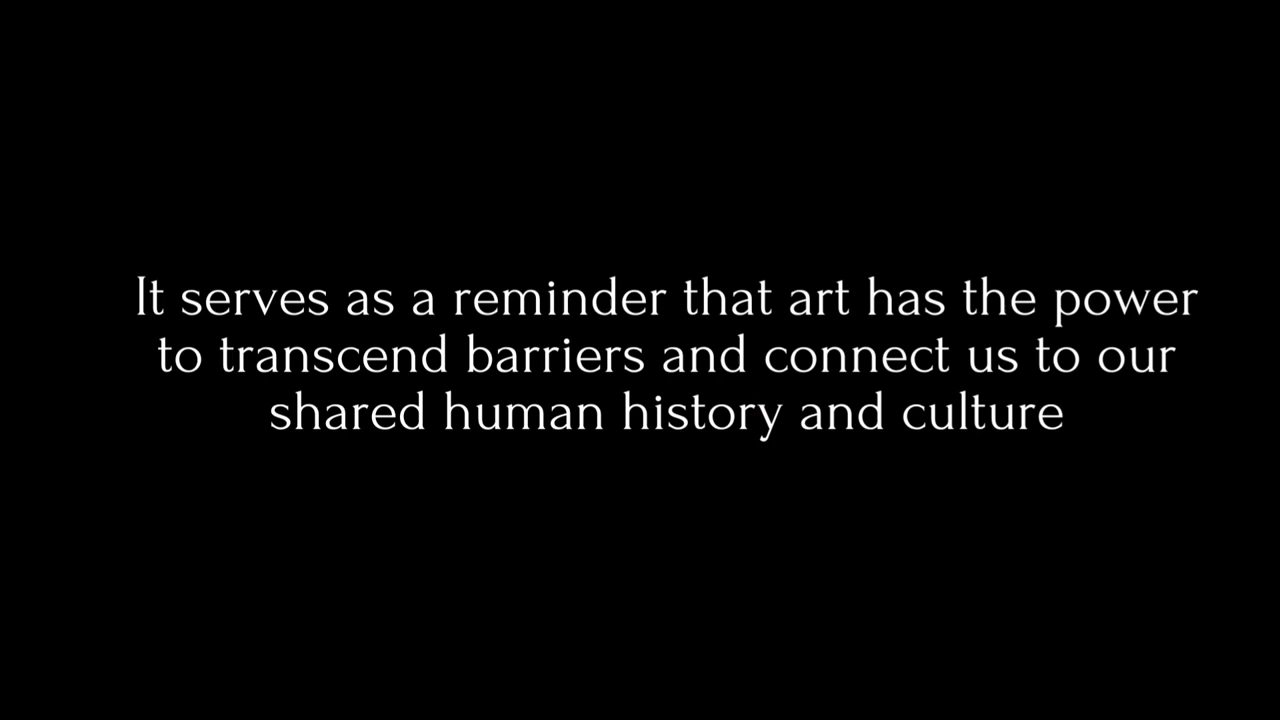 It serves as a reminder that art has the power
to transcend barriers and connect us to our
shared human history and culture